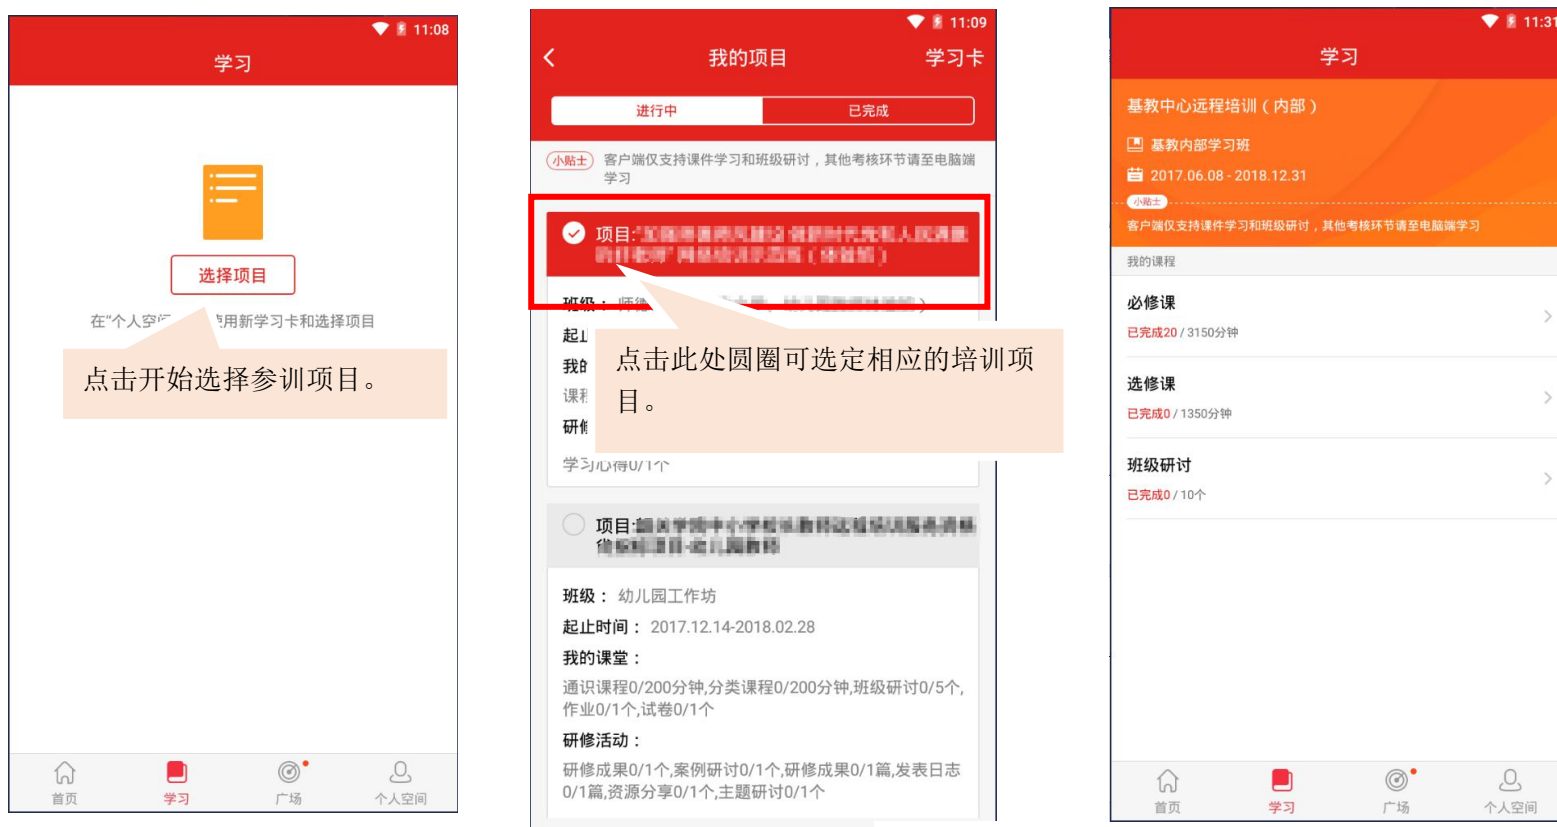 11:08
学习
选择项目
在"个人空间 使用新学习卡和选择项目
点击开始选择参训项目。
首页
学习
广场
个人空间
11:09
我的项目
学习卡
进行中
已完成
小贴士
客户端仅支持课件学习和班级研讨，其他考核环节请至电脑端
学习
项目:
班级：
点击此处圆圈可选定相应的培训项
目。
研修
学习心得0/1个
项目:
班级： 幼儿园工作坊
起止时间： 2017.12.14-2018.02.28
我的课堂：
通识课程0/200分钟,分类课程0/200分钟,班级研讨0/5个,
作业0/1个,试卷0/1个
研修活动：
研修成果0/1个,案例研讨0/1个,研修成果0/1篇,发表日志
0/1篇,资源分享0/1个,主题研讨0/1个
11:31
学习
基教中心远程培训（内部）
基教内部学习班
2017.06.08 - 2018.12.31
小贴士
客户端仅支持课件学习和班级研讨，其他考核环节请至电脑端学习
我的课程
必修课
已完成20 / 3150分钟
选修课
已完成0 / 1350分钟
班级研讨
已完成0 / 10个
首页
学习
广场
个人空间